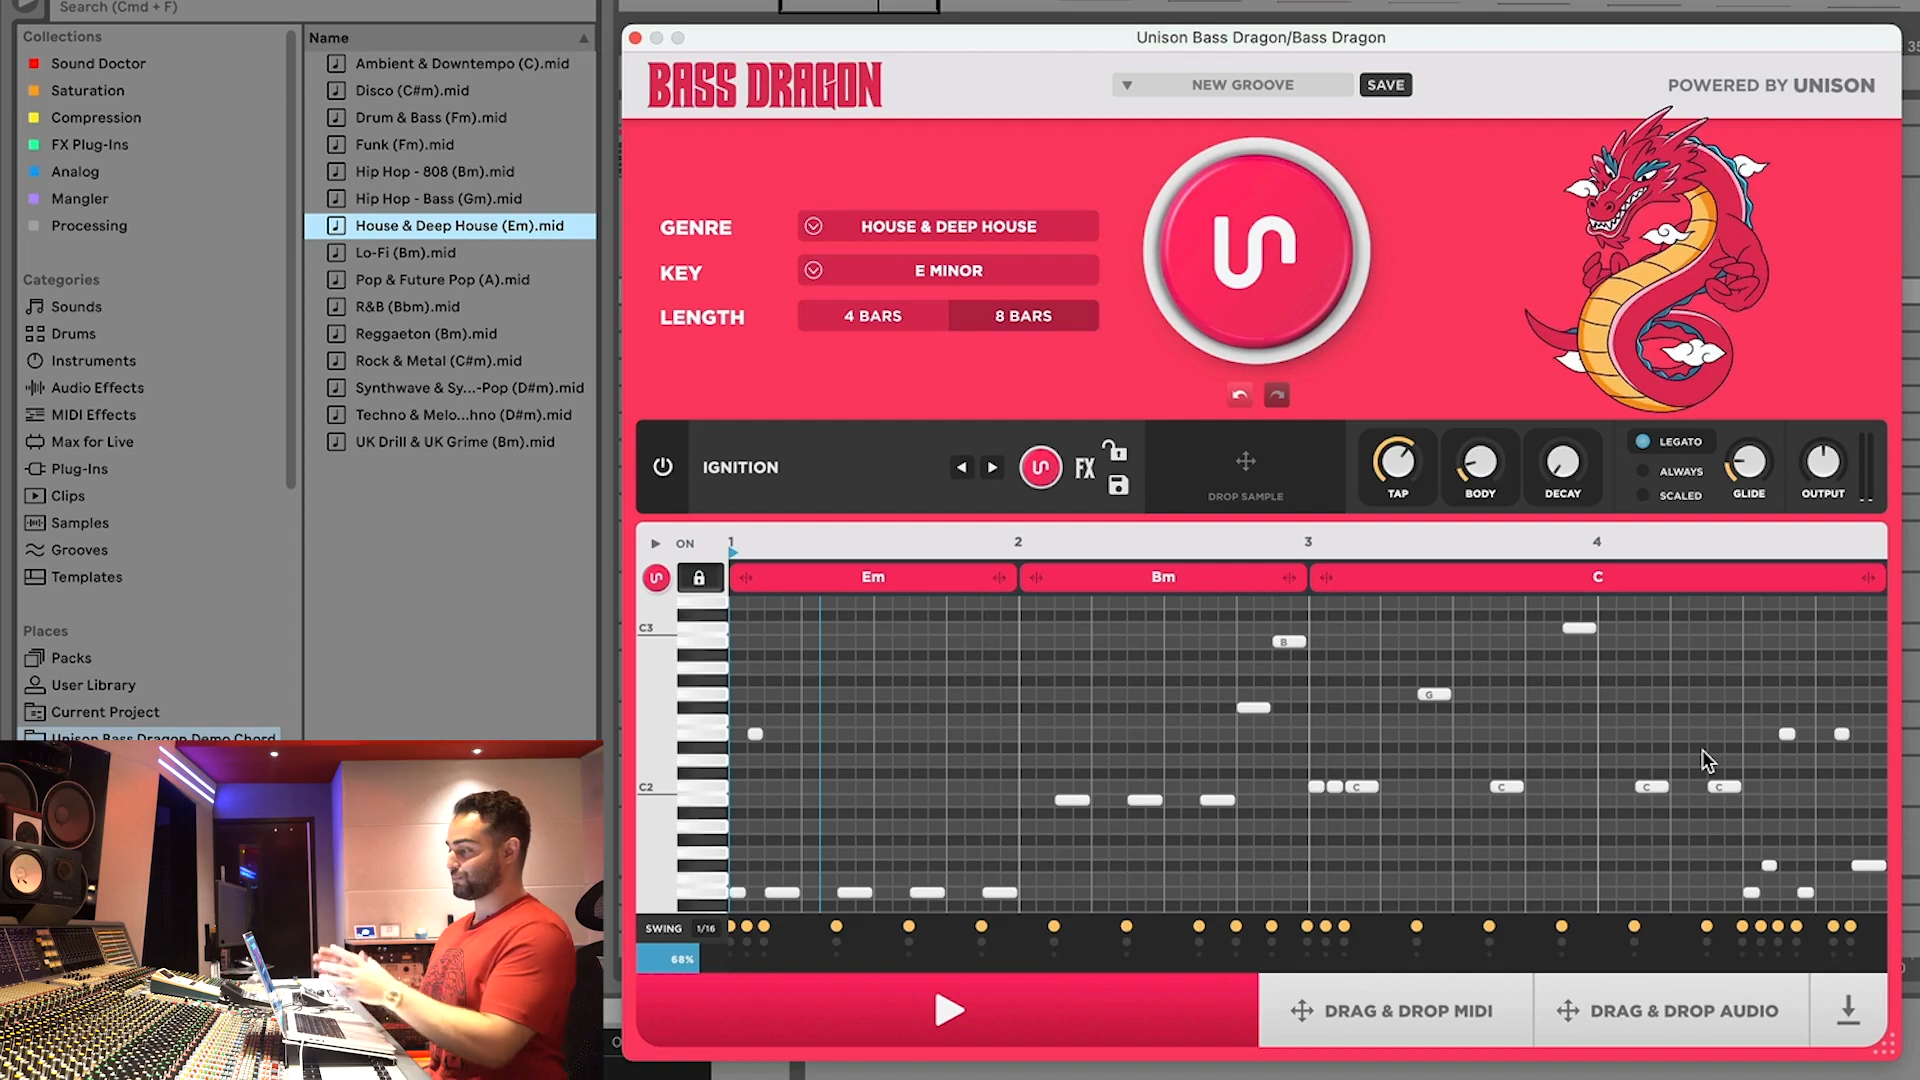 Search (Cmd + F)
Collections
Sound Doctor
Saturation
Compression
FX Plug-Ins
Analog
Mangler
Processing
Categories
Sounds
Drums
Instruments
Audio Effects
MIDI Effects
Max for Live
Plug-Ins
Clips
Samples
Grooves
Templates
Places
Packs
User Library
Current Project
Unison Bass Dragon Demo Chord
Name
Ambient & Downtempo (C).mid
Disco (C#m).mid
Drum & Bass (Fm).mid
Funk (Fm).mid
Hip Hop - 808 (Bm).mid
Hip Hop - Bass (Gm).mid
House & Deep House (Em).mid
Lo-Fi (Bm).mid
Pop & Future Pop (A).mid
R&B (Bbm).mid
Reggaeton (Bm).mid
Rock & Metal (C#m).mid
Synthwave & Sy...-Pop (D#m).mid
Techno & Melo...hno (D#m).mid
UK Drill & UK Grime (Bm).mid
Unison Bass Dragon/Bass Dragon
BASS DRAGON
NEW GROOVE
SAVE
POWERED BY UNISON
GENRE
HOUSE & DEEP HOUSE
KEY
E MINOR
LENGTH
4 BARS
8 BARS
IGNITION
FX
DROP SAMPLE
TAP
BODY
DECAY
LEGATO
ALWAYS
SCALED
GLIDE
OUTPUT
ON
1
2
3
4
Em
Bm
C
C3
B
G
C2
C
C
C
C
SWING
1/16
68%
DRAG & DROP MIDI
DRAG & DROP AUDIO